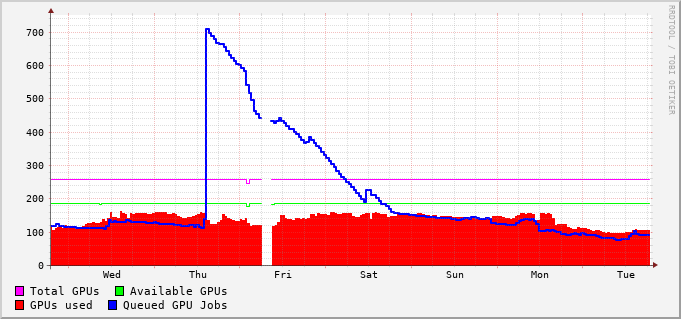 RRDTOOL / TOBI OETIKER
700
600
500
400
300
200
100
0
Wed Thu Fri Sat Sun Mon Tue
Total GPUs Available GPUs
GPUs used Queued GPU Jobs